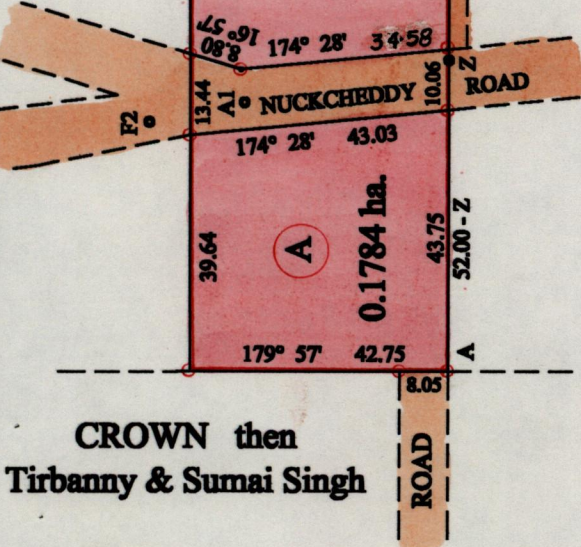 16° 57'
8.80
174° 28' 34.58
Z
10.06
ROAD
13.44
A1
NUCKCHEDDY
F2
174° 28' 43.03
39.64
A
0.1784 ha.
43.75
52.00 - Z
179° 57' 42.75
A
8.05
CROWN then
Tirbanny & Sumai Singh
ROAD